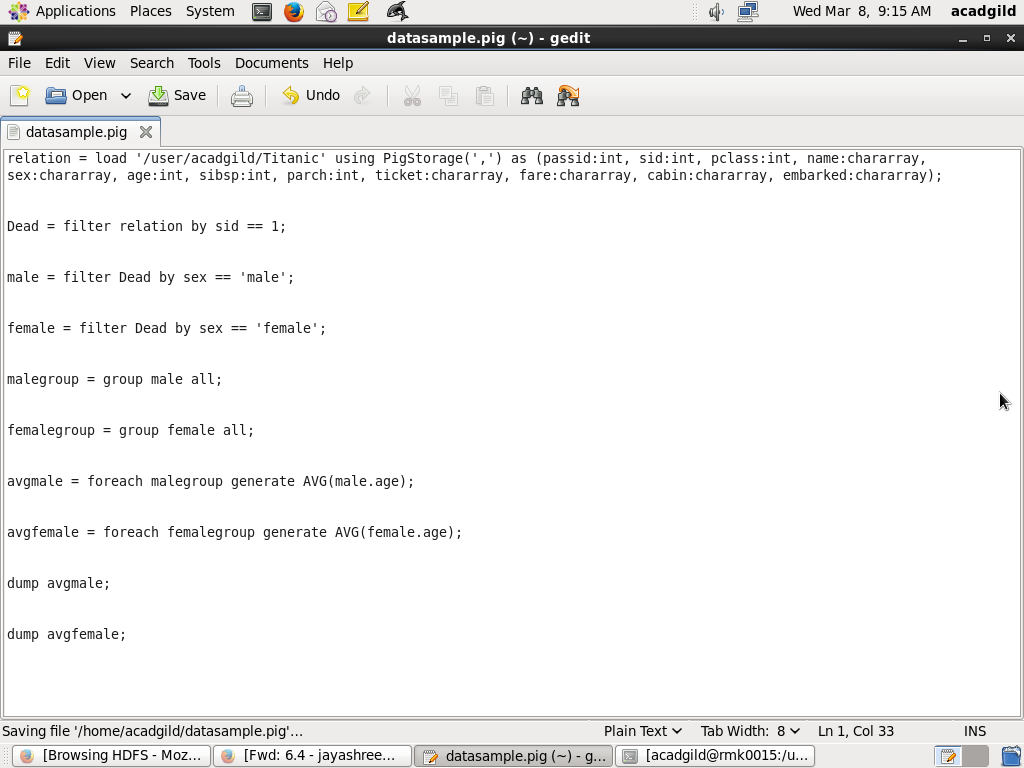 Applications Places System Wed Mar 8, 9:15 AM acadgild
datasample.pig (~) - gedit
File Edit View Search Tools Documents Help
Open Save Undo
datasample.pig
relation = load '/user/acadgild/Titanic' using PigStorage(',') as (passid:int, sid:int, pclass:int, name:chararray,
sex:chararray, age:int, sibsp:int, parch:int, ticket:chararray, fare:chararray, cabin:chararray, embarked:chararray);
Dead = filter relation by sid == 1;
male = filter Dead by sex == 'male';
female = filter Dead by sex == 'female';
malegroup = group male all;
femalegroup = group female all;
avgmale = foreach malegroup generate AVG(male.age);
avgfemale = foreach femalegroup generate AVG(female.age);
dump avgmale;
dump avgfemale;
Saving file '/home/acadgild/datasample.pig'... Plain Text Tab Width: 8 Ln 1, Col 33 INS
[Browsing HDFS - Moz... [Fwd: 6.4 - jayashree... datasample.pig (~) - g... [acadgild@rmk0015:/u...